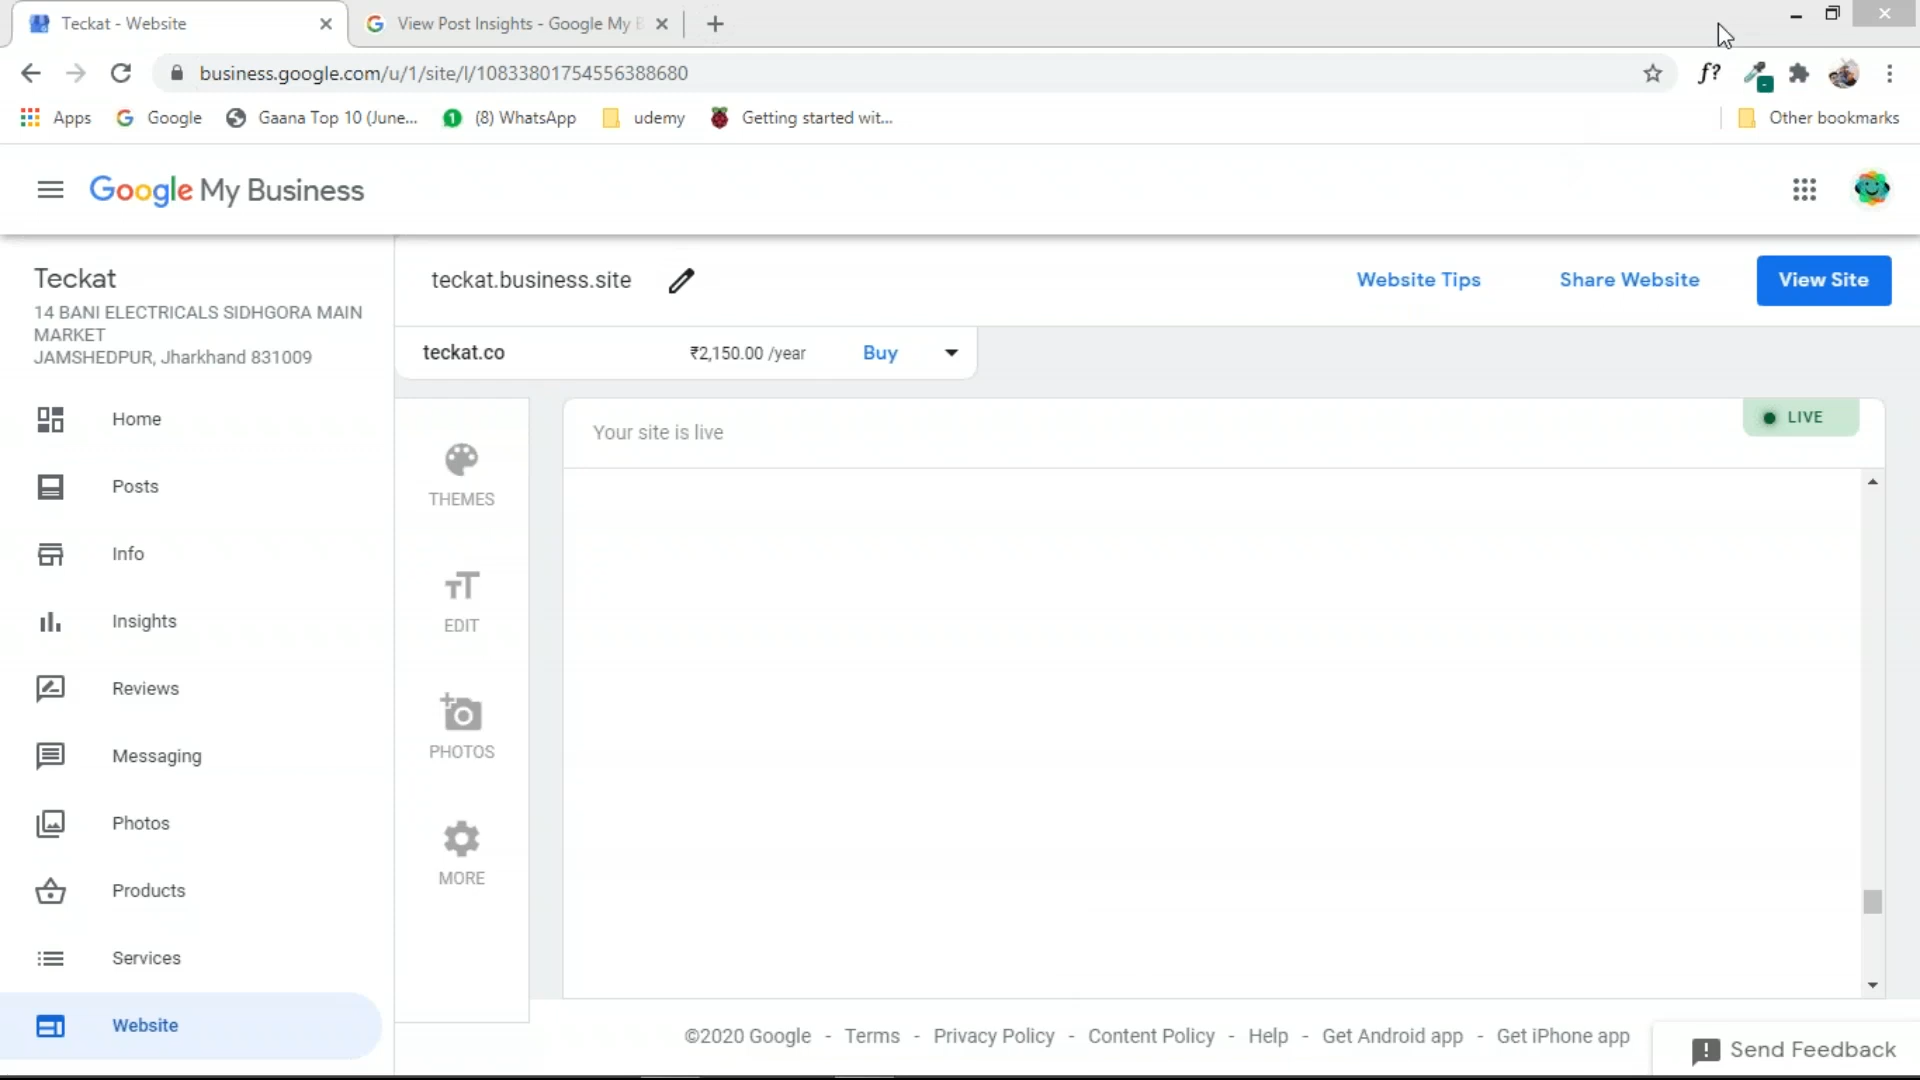 Teckat - Website
View Post Insights - Google My B
business.google.com/u/1/site/l/10833801754556388680
f?
Apps
Google
Gaana Top 10 (June...
1
(8) WhatsApp
udemy
Getting started wit...
Other bookmarks
Google My Business
Teckat
14 BANI ELECTRICALS SIDHGORA MAIN
MARKET
JAMSHEDPUR, Jharkhand 831009
Home
Posts
Info
Insights
Reviews
Messaging
Photos
Products
Services
Website
teckat.business.site
Website Tips
Share Website
View Site
teckat.co
₹2,150.00 /year
Buy
THEMES
EDIT
PHOTOS
MORE
Your site is live
LIVE
©2020 Google - Terms - Privacy Policy - Content Policy - Help - Get Android app - Get iPhone app
Send Feedback